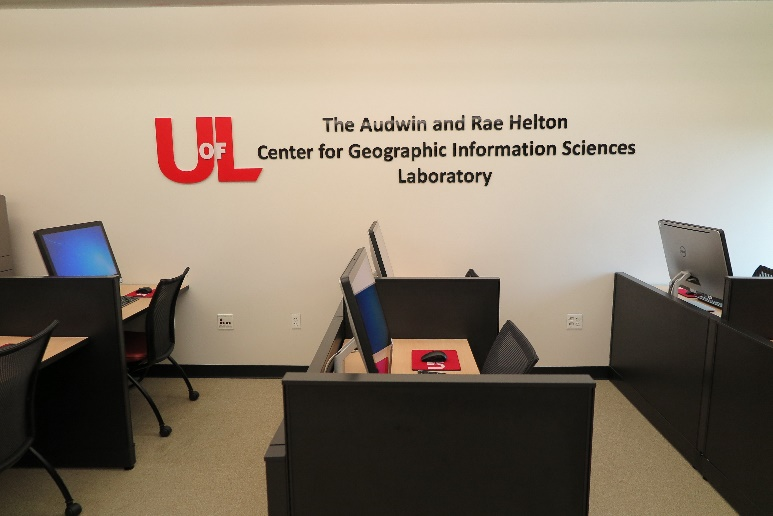 UOFL
The Audwin and Rae Helton
Center for Geographic Information Sciences
Laboratory